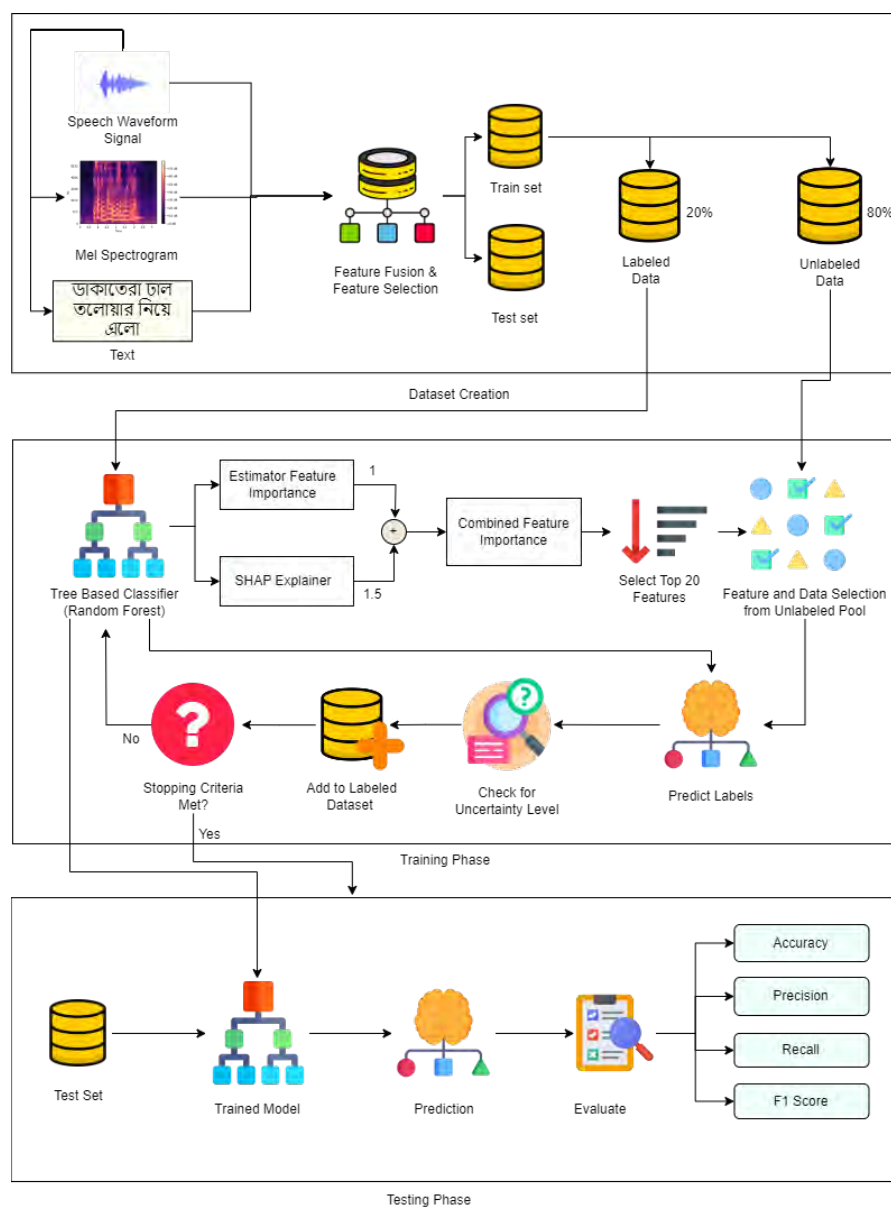 Speech Waveform
Signal
Mel Spectrogram
ডাকাতেরা ঢাল
তলোয়ার নিয়ে
এলো
Text
Feature Fusion &
Feature Selection
Train set
Test set
20%
Labeled
Data
80%
Unlabeled
Data
Dataset Creation
Tree Based Classifier
(Random Forest)
Estimator Feature
Importance
1
SHAP Explainer
1.5
+
Combined Feature
Importance
Select Top 20
Features
Feature and Data Selection
from Unlabeled Pool
No
Stopping Criteria
Met?
Yes
Add to Labeled
Dataset
Check for
Uncertainty Level
Predict Labels
Training Phase
Test Set
Trained Model
Prediction
Evaluate
Accuracy
Precision
Recall
F1 Score
Testing Phase